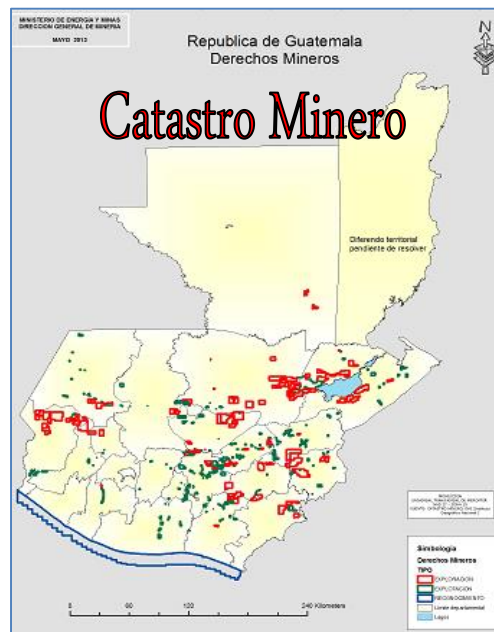 MINISTERIO DE ENERGIA Y MINAS
DIRECCION GENERAL DE MINERIA
MAYO 2013
Republica de Guatemala
Derechos Mineros
N
Catastro Minero
Diferendo territorial
pendiente de resolver
Simbología
Derechos Mineros
TIPO
EXPLORACION
EXPLOTACION
RECONOCIMIENTO
Limite departamental
Lagos
0 60 120 240 Kilometers